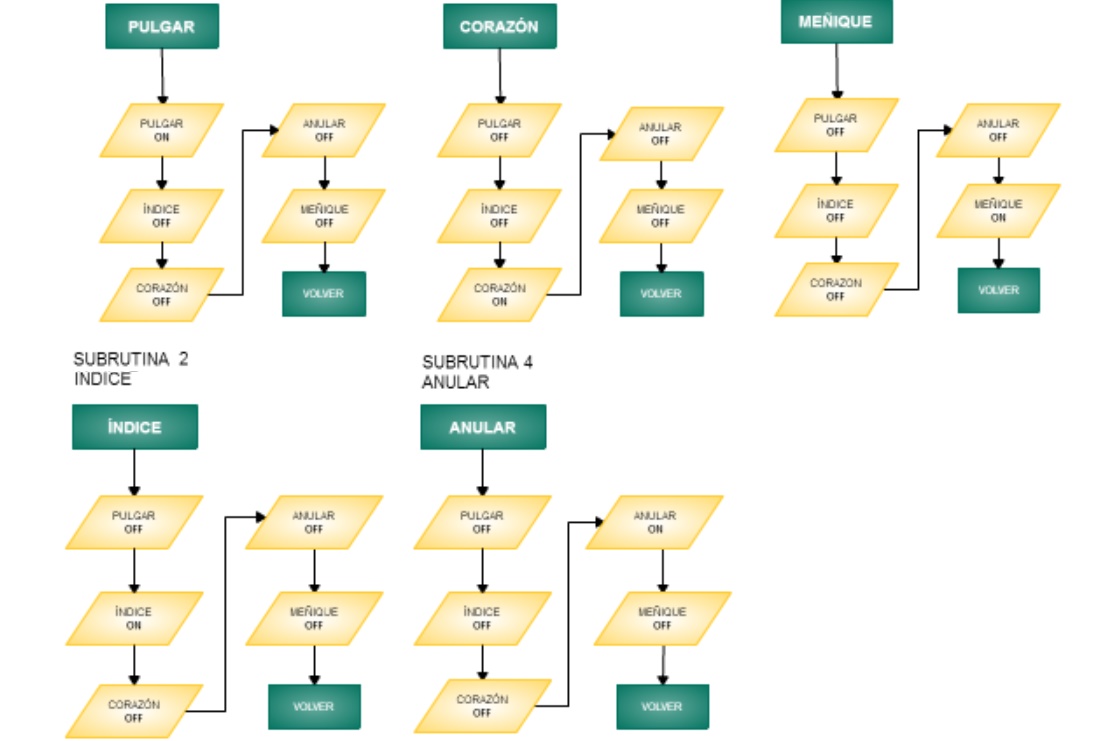 PULGAR
PULGAR
ON
ÍNDICE
OFF
CORAZÓN
OFF
ANULAR
OFF
MEÑIQUE
OFF
VOLVER
CORAZÓN
PULGAR
OFF
ÍNDICE
OFF
CORAZÓN
ON
ANULAR
OFF
MEÑIQUE
OFF
VOLVER
MEÑIQUE
PULGAR
OFF
ÍNDICE
OFF
CORAZON
OFF
ANULAR
OFF
MEÑIQUE
ON
VOLVER
SUBRUTINA 2
INDICE
ÍNDICE
PULGAR
OFF
ÍNDICE
ON
CORAZÓN
OFF
ANULAR
OFF
MEÑIQUE
OFF
VOLVER
SUBRUTINA 4
ANULAR
ANULAR
PULGAR
OFF
ÍNDICE
OFF
CORAZÓN
OFF
ANULAR
ON
MEÑIQUE
OFF
VOLVER